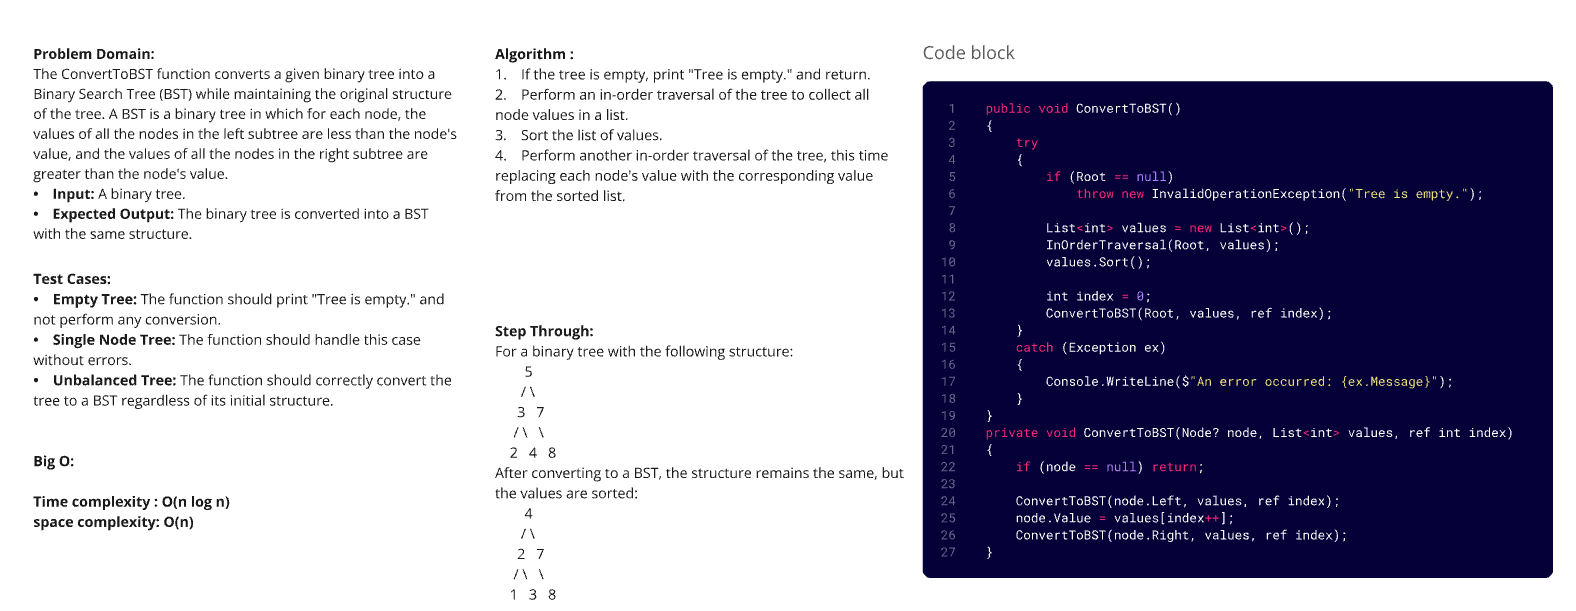 Problem Domain:
The ConvertToBST function converts a given binary tree into a
Binary Search Tree (BST) while maintaining the original structure
of the tree. A BST is a binary tree in which for each node, the
values of all the nodes in the left subtree are less than the node's
value, and the values of all the nodes in the right subtree are
greater than the node's value.
• Input: A binary tree.
• Expected Output: The binary tree is converted into a BST
with the same structure.
Test Cases:
• Empty Tree: The function should print "Tree is empty." and
not perform any conversion.
• Single Node Tree: The function should handle this case
without errors.
• Unbalanced Tree: The function should correctly convert the
tree to a BST regardless of its initial structure.
Big O:
Time complexity : O(n log n)
space complexity: O(n)
Algorithm :
1. If the tree is empty, print "Tree is empty." and return.
2. Perform an in-order traversal of the tree to collect all
node values in a list.
3. Sort the list of values.
4. Perform another in-order traversal of the tree, this time
replacing each node's value with the corresponding value
from the sorted list.
Step Through:
For a binary tree with the following structure:
5
/ \
3 7
/ \ \
2 4 8
After converting to a BST, the structure remains the same, but
the values are sorted:
4
/ \
2 7
/ \ \
1 3 8
Code block
1 public void ConvertToBST()
2 {
3 try
4 {
5 if (Root == null)
6 throw new InvalidOperationException("Tree is empty.");
7
8 List<int> values = new List<int>();
9 InOrderTraversal(Root, values);
10 values.Sort();
11
12 int index = 0;
13 ConvertToBST(Root, values, ref index);
14 }
15 catch (Exception ex)
16 {
17 Console.WriteLine($"An error occurred: {ex.Message}");
18 }
19 }
20 private void ConvertToBST(Node? node, List<int> values, ref int index)
21 {
22 if (node == null) return;
23
24 ConvertToBST(node.Left, values, ref index);
25 node.Value = values[index++];
26 ConvertToBST(node.Right, values, ref index);
27 }